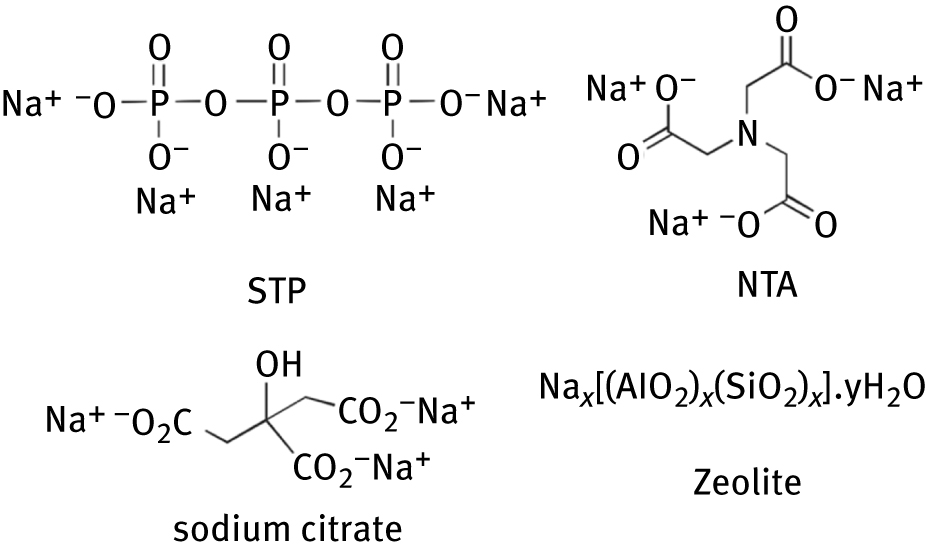 O O O
Na⁺ ⁻O–P–O–P–O–P–O⁻ Na⁺
O⁻ O⁻ O⁻
Na⁺ Na⁺ Na⁺
STP
O
Na⁺ O⁻ O⁻ Na⁺
N
O
Na⁺ ⁻O O
NTA
OH
Na⁺ ⁻O₂C CO₂⁻Na⁺
CO₂⁻Na⁺
sodium citrate
Naₓ[(AlO₂)ₓ(SiO₂)ₓ].yH₂O
Zeolite